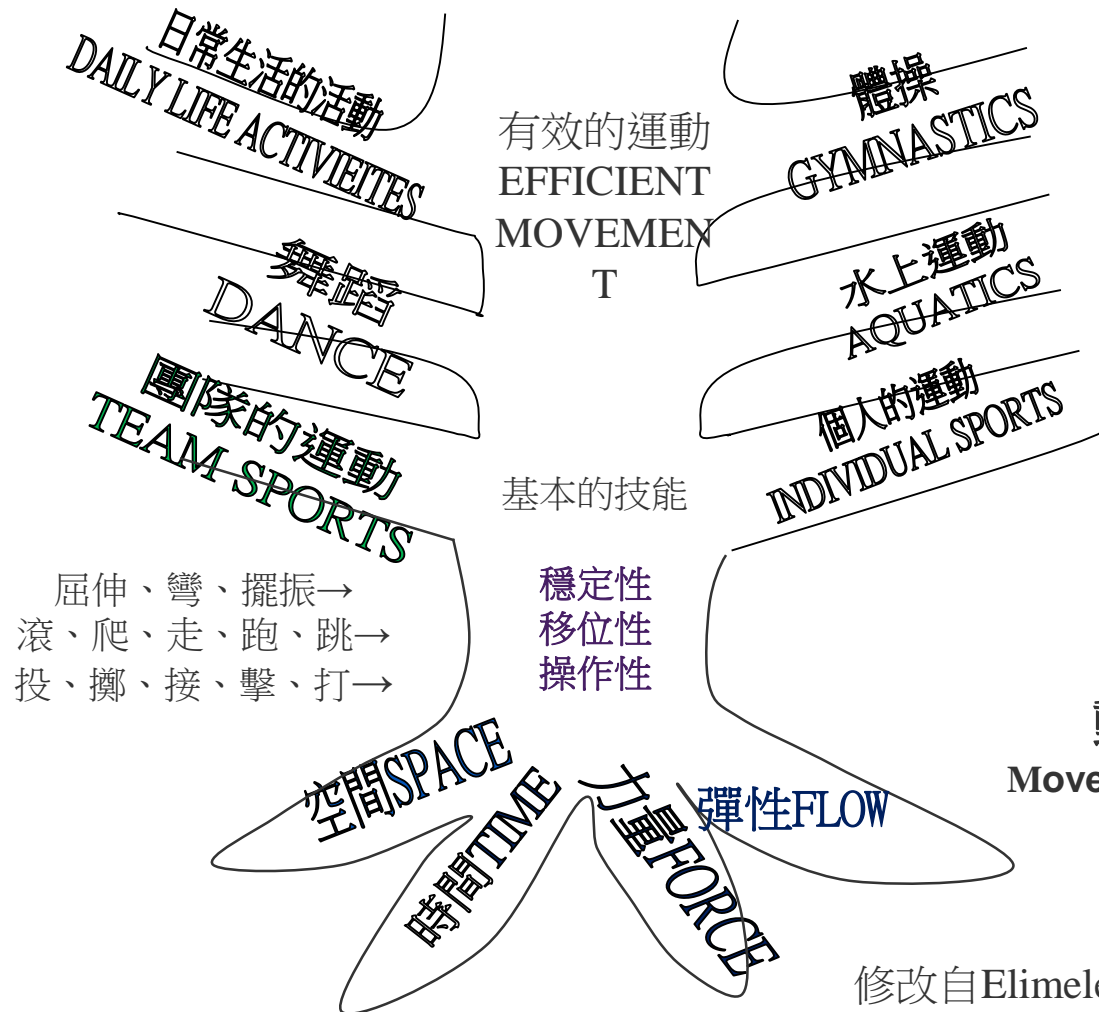 日常生活的活動
DAILY LIFE ACTIVIEITES
體操
GYMNASTICS
有效的運動
EFFICIENT
MOVEMEN
T
舞蹈
DANCE
水上運動
AQUATICS
團隊的運動
TEAM SPORTS
個人的運動
INDIVIDUAL SPORTS
基本的技能
屈伸、彎、擺振→
滾、爬、走、跑、跳→
投、擲、接、擊、打→
穩定性
移位性
操作性
空間SPACE
時間TIME
力量FORCE
彈性FLOW
Move
修改自Elimele